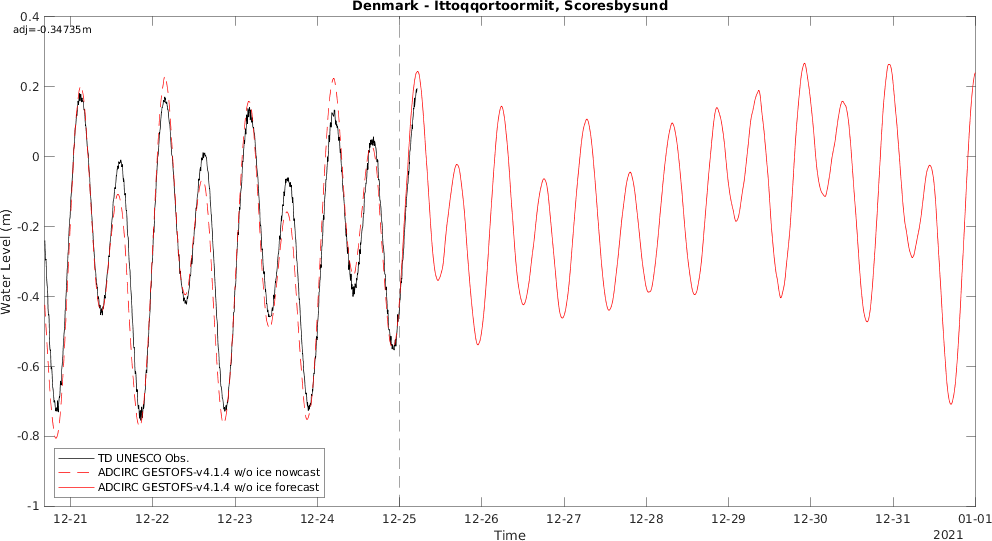 Denmark - Ittoqqortoormiit, Scoresbysund
adj=-0.34735m
0.4
0.2
0
-0.2
-0.4
-0.6
-0.8
-1
Water Level (m)
TD UNESCO Obs.
ADCIRC GESTOFS-v4.1.4 w/o ice nowcast
ADCIRC GESTOFS-v4.1.4 w/o ice forecast
12-21 12-22 12-23 12-24 12-25 12-26 12-27 12-28 12-29 12-30 12-31 01-01
Time
2021